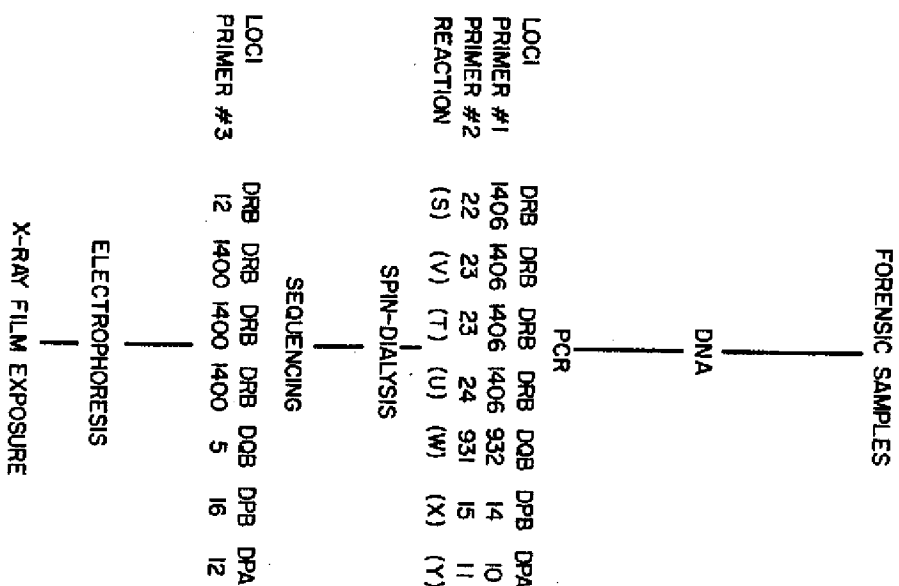 FORENSIC SAMPLES
DNA
PCR
LOCI DRB DRB DRB DRB DQB DPB DPA
PRIMER #1 1406 1406 1406 1406 932 14 10
PRIMER #2 22 23 23 24 931 15 11
REACTION (S) (V) (T) (U) (W) (X) (Y)
SPIN-DIALYSIS
SEQUENCING
LOCI DRB DRB DRB DRB DQB DPB DPA
PRIMER #3 12 1400 1400 1400 5 16 12
ELECTROPHORESIS
X-RAY FILM EXPOSURE